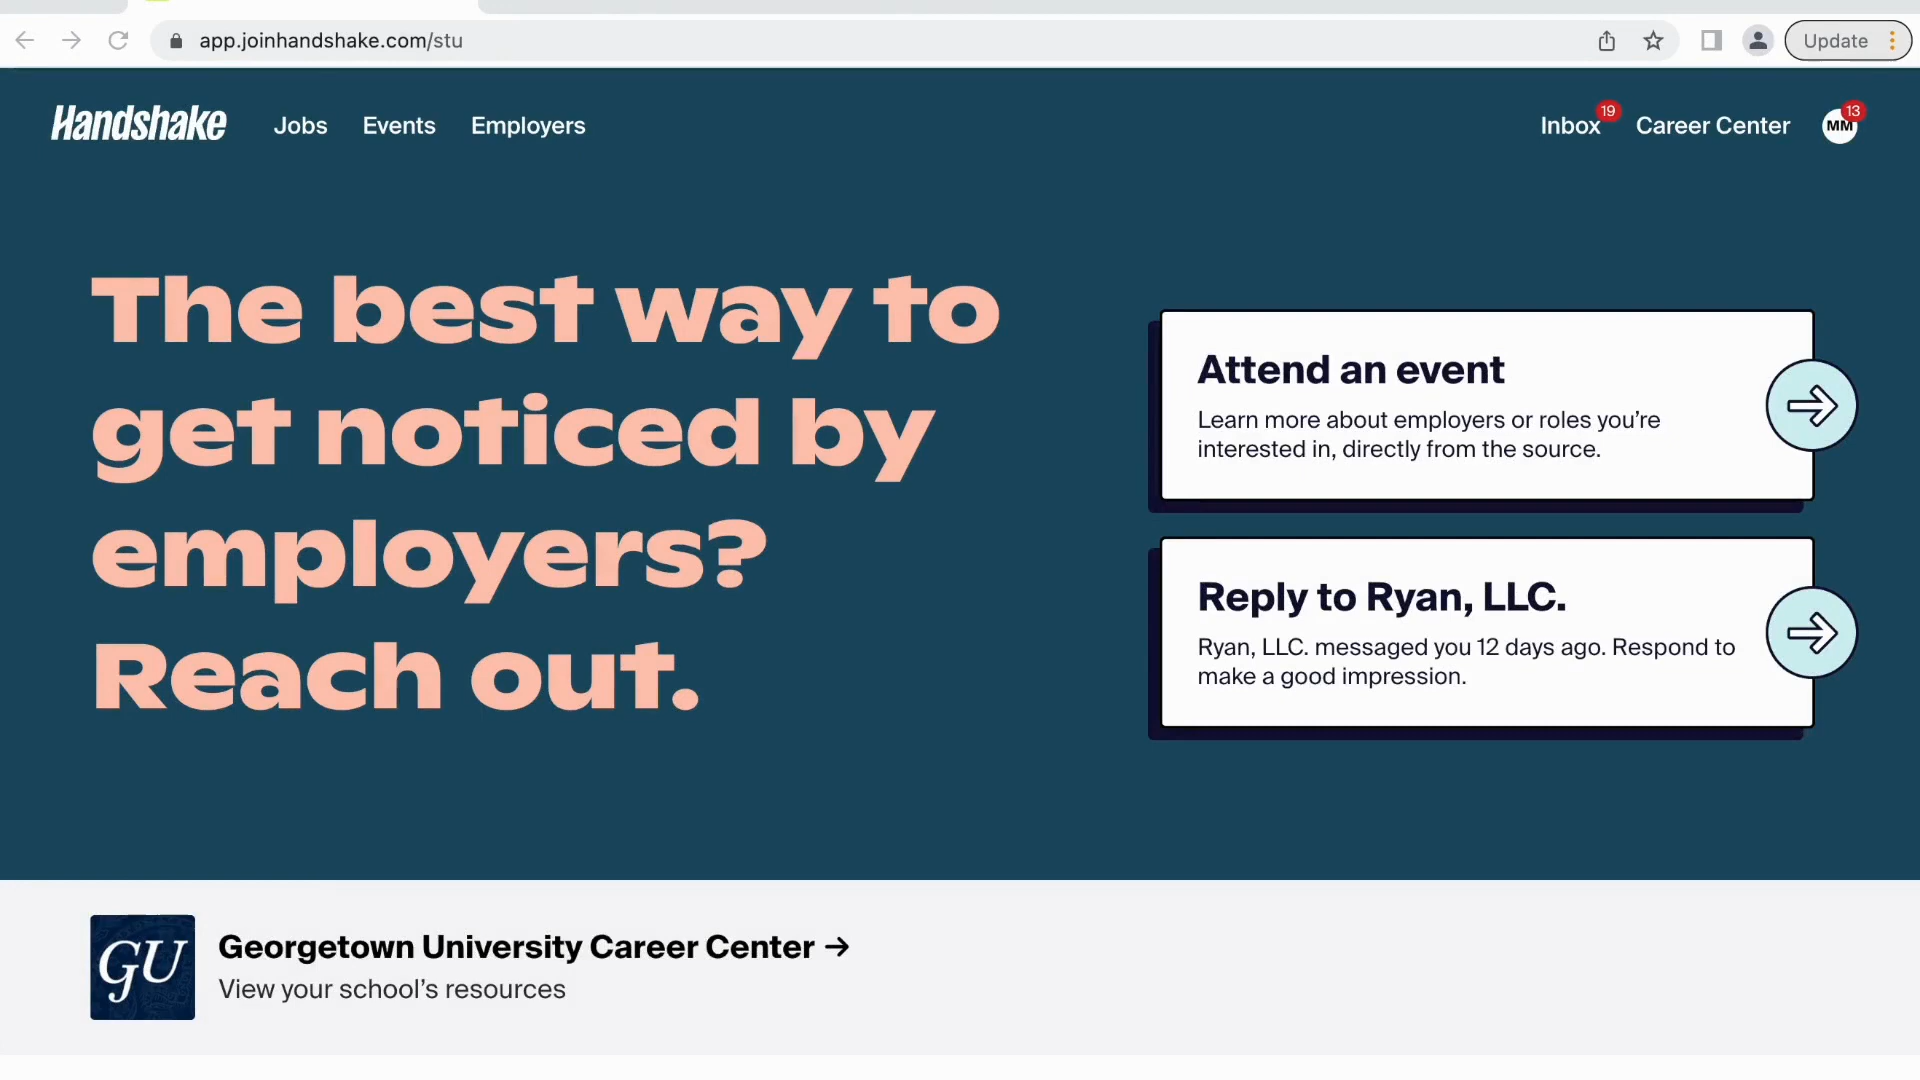 app.joinhandshake.com/stu
Update
Handshake
Jobs
Events
Employers
Inbox
19
Career Center
MM
13
The best way to
get noticed by
employers?
Reach out.
Attend an event
Learn more about employers or roles you’re
interested in, directly from the source.
Reply to Ryan, LLC.
Ryan, LLC. messaged you 12 days ago. Respond to
make a good impression.
GU
Georgetown University Career Center →
View your school’s resources